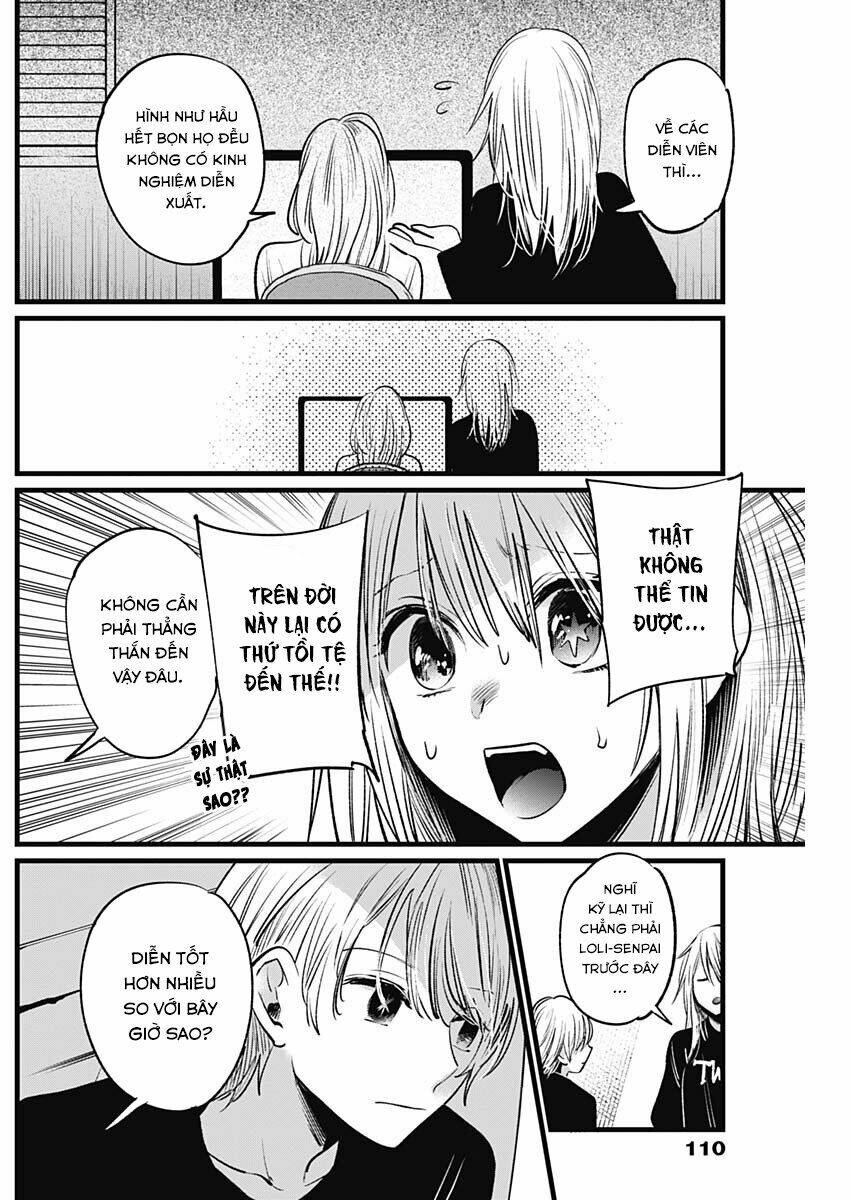 VỀ CÁC
DIỄN VIÊN
THÌ...
HÌNH NHƯ HẦU
HẾT BỌN HỌ ĐỀU
KHÔNG CÓ KINH
NGHIỆM DIỄN
XUẤT.
THẬT
KHÔNG
THỂ TIN
ĐƯỢC...
TRÊN ĐỜI
NÀY LẠI CÓ
THỨ TỒI TỆ
ĐẾN THẾ!!
KHÔNG CẦN
PHẢI THẲNG
THẮN ĐẾN
VẬY ĐÂU.
ĐÂY LÀ
SỰ THẬT
SAO??
NGHĨ
KỸ LẠI THÌ
CHẲNG PHẢI
LOLI-SENPAI
TRƯỚC ĐÂY
...
DIỄN TỐT
HƠN NHIỀU
SO VỚI BÂY
GIỜ SAO?
110